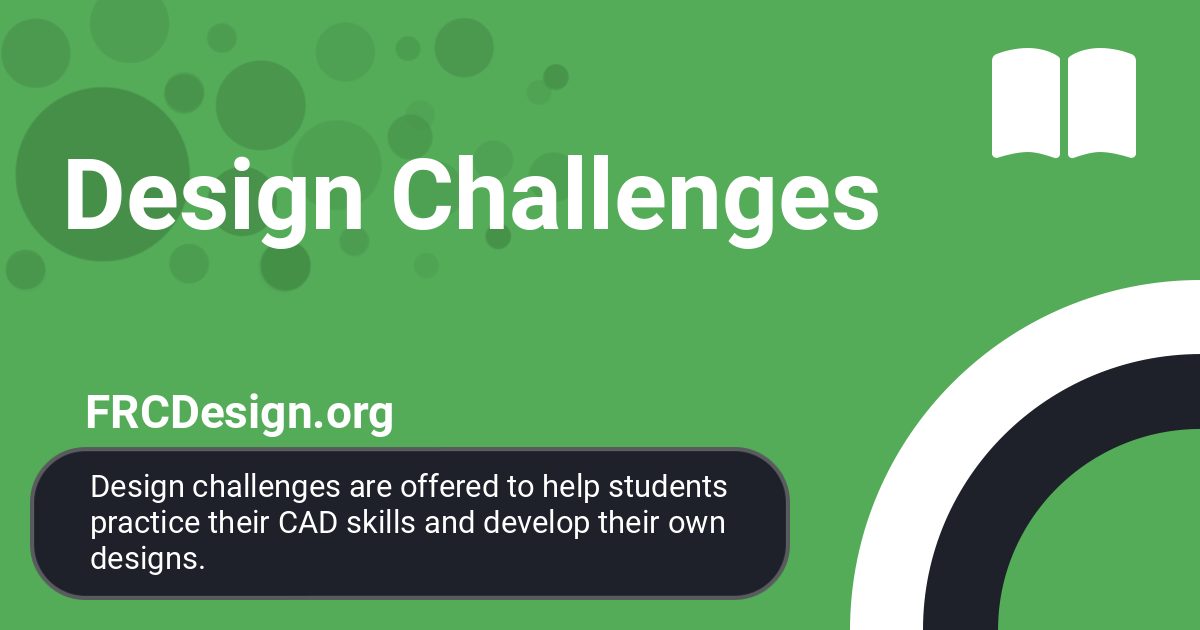 Design Challenges
FRCDesign.org
Design challenges are offered to help students
practice their CAD skills and develop their own
designs.